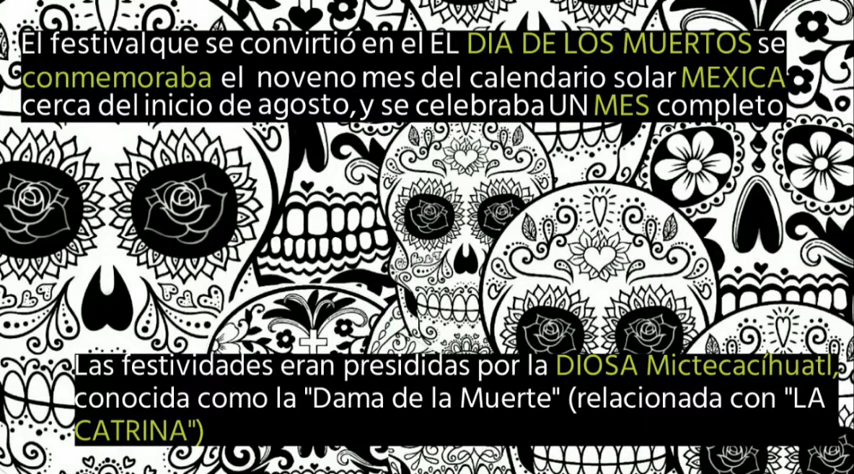 El festival que se convirtió en el EL DÍA DE LOS MUERTOS se
conmemoraba el noveno mes del calendario solar MEXICA
cerca del inicio de agosto, y se celebraba UN MES completo
Las festividades eran presididas por la DIOSA Mictecacíhuatl,
conocida como la "Dama de la Muerte" (relacionada con "LA
CATRINA")